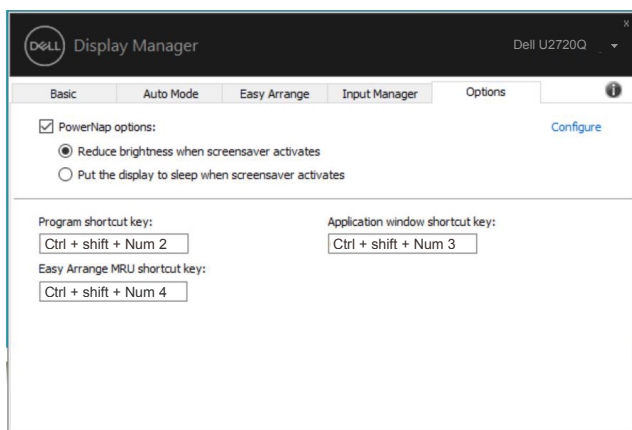 x
DELL Display Manager
Dell U2720Q
Basic Auto Mode Easy Arrange Input Manager Options
PowerNap options: Configure
Reduce brightness when screensaver activates
Put the display to sleep when screensaver activates
Program shortcut key: Application window shortcut key:
Ctrl + shift + Num 2 Ctrl + shift + Num 3
Easy Arrange MRU shortcut key:
Ctrl + shift + Num 4